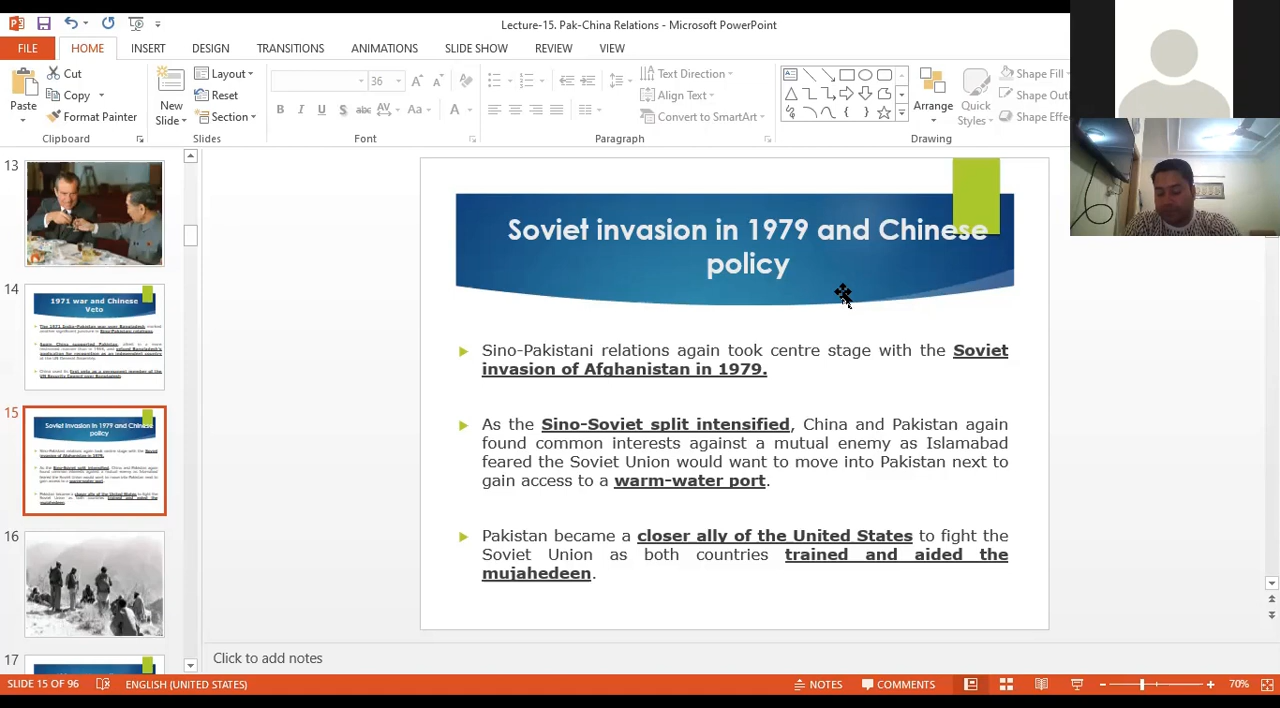 Lecture-15. Pak-China Relations - Microsoft PowerPoint
FILE HOME INSERT DESIGN TRANSITIONS ANIMATIONS SLIDE SHOW REVIEW VIEW
Cut
Copy
Format Painter
Paste
Clipboard
New
Slide
Layout
Reset
Section
Slides
36
B I U S abc AV Aa A
Font
Text Direction
Align Text
Convert to SmartArt
Paragraph
Arrange
Quick
Styles
Shape Fill
Shape Outl
Shape Effe
Drawing
13
14
1971 war and Chinese
Veto
15
Soviet invasion in 1979 and Chinese
policy
16
17
Soviet invasion in 1979 and Chinese
policy
Sino-Pakistani relations again took centre stage with the Soviet
invasion of Afghanistan in 1979.
As the Sino-Soviet split intensified, China and Pakistan again
found common interests against a mutual enemy as Islamabad
feared the Soviet Union would want to move into Pakistan next to
gain access to a warm-water port.
Pakistan became a closer ally of the United States to fight the
Soviet Union as both countries trained and aided the
mujahedeen.
Click to add notes
SLIDE 15 OF 96 ENGLISH (UNITED STATES) NOTES COMMENTS 70%